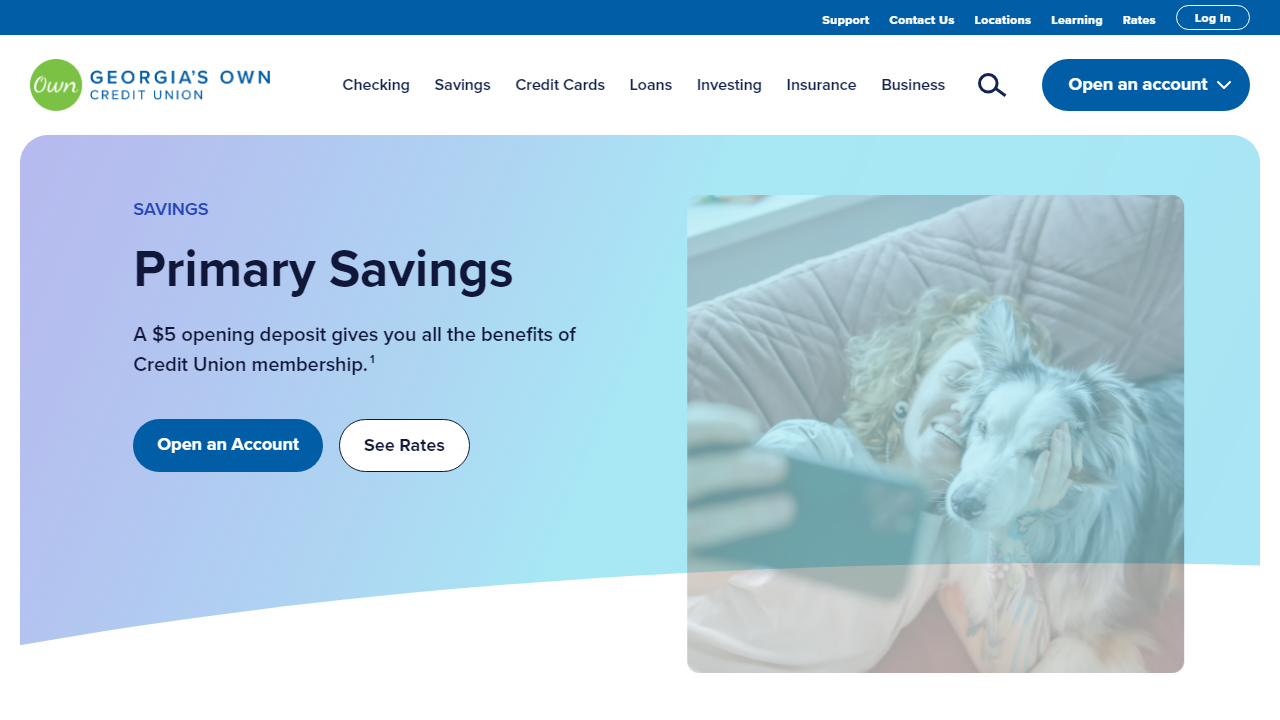 Support Contact Us Locations Learning Rates Log In
Own GEORGIA'S OWN
CREDIT UNION
Checking Savings Credit Cards Loans Investing Insurance Business Open an account
SAVINGS
Primary Savings
A $5 opening deposit gives you all the benefits of
Credit Union membership.¹
Open an Account See Rates